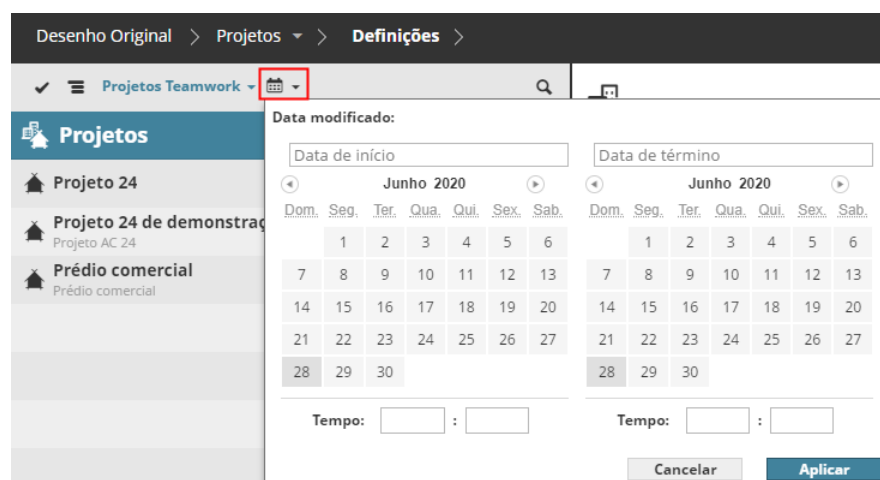 Desenho Original > Projetos > Definições >
Projetos Teamwork
Data modificado:
Projetos
Data de início Data de término
Projeto 24
Junho 2020 Junho 2020
Dom. Seg. Ter. Qua. Qui. Sex. Sab. Dom. Seg. Ter. Qua. Qui. Sex. Sab.
Projeto 24 de demonstraç
Projeto AC 24
1 2 3 4 5 6 1 2 3 4 5 6
Prédio comercial
Prédio comercial
7 8 9 10 11 12 13 7 8 9 10 11 12 13
14 15 16 17 18 19 20 14 15 16 17 18 19 20
21 22 23 24 25 26 27 21 22 23 24 25 26 27
28 29 30 28 29 30
Tempo: : Tempo: :
Cancelar Aplicar